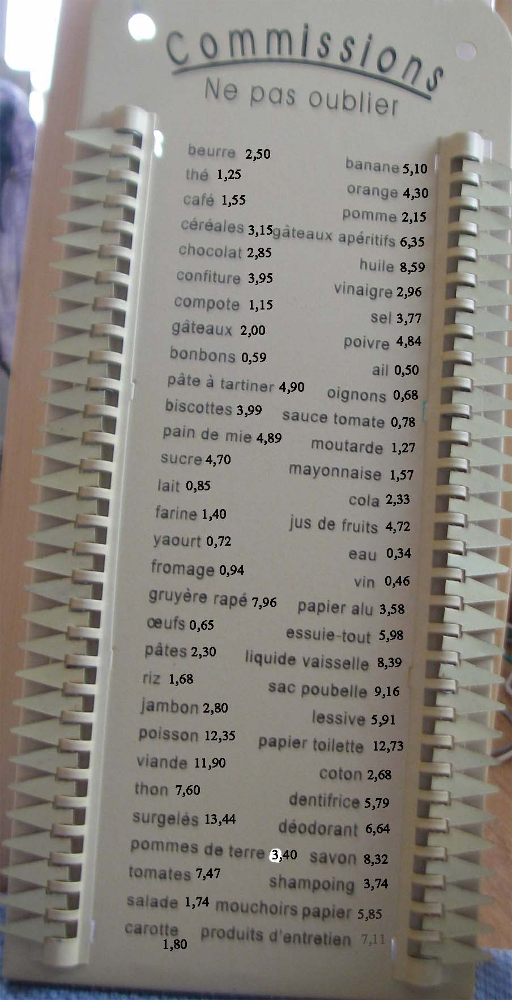 Commissions
Ne pas oublier
beurre 2,50
thé 1,25
café 1,55
céréales 3,15
chocolat 2,85
confiture 3,95
compote 1,15
gâteaux 2,00
bonbons 0,59
pâte à tartiner 4,90
biscottes 3,99
pain de mie 4,89
sucre 4,70
lait 0,85
farine 1,40
yaourt 0,72
fromage 0,94
gruyère rapé 7,96
œufs 0,65
pâtes 2,30
riz 1,68
jambon 2,80
poisson 12,35
viande 11,90
thon 7,60
surgelés 13,44
pommes de terre 3,40
tomates 7,47
salade 1,74
carotte
1,80
banane 5,10
orange 4,30
pomme 2,15
gâteaux apéritifs 6,35
huile 8,59
vinaigre 2,96
sel 3,77
poivre 4,84
ail 0,50
oignons 0,68
sauce tomate 0,78
moutarde 1,27
mayonnaise 1,57
cola 2,33
jus de fruits 4,72
eau 0,34
vin 0,46
papier alu 3,58
essuie-tout 5,98
liquide vaisselle 8,39
sac poubelle 9,16
lessive 5,91
papier toilette 12,73
coton 2,68
dentifrice 5,79
déodorant 6,64
savon 8,32
shampoing 3,74
mouchoirs papier 5,85
produits d'entretien 7,11